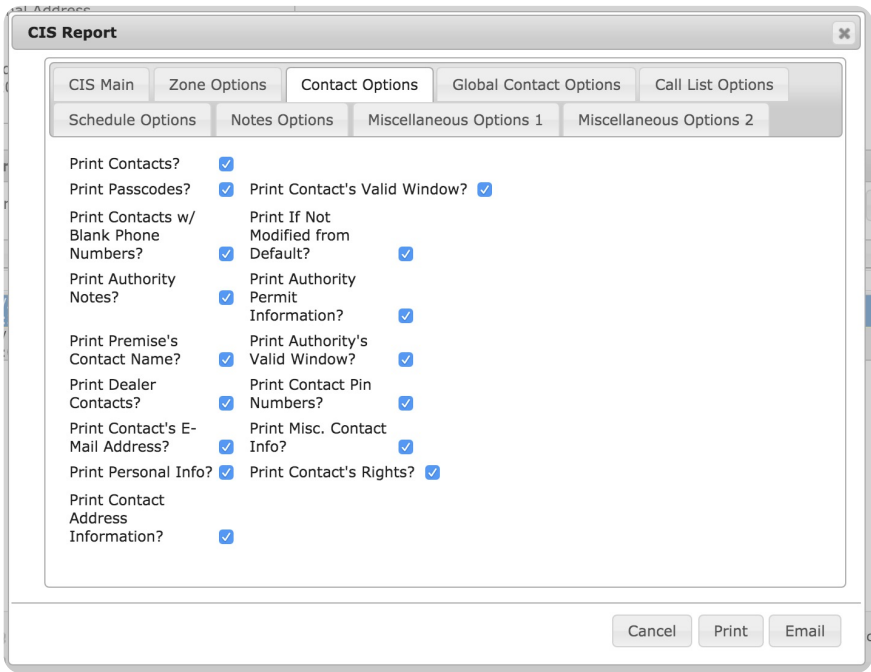 al Address
CIS Report
CIS Main Zone Options Contact Options Global Contact Options Call List Options
Schedule Options Notes Options Miscellaneous Options 1 Miscellaneous Options 2
Print Contacts?
Print Passcodes? Print Contact's Valid Window?
Print Contacts w/
Blank Phone
Numbers?
Print If Not
Modified from
Default?
Print Authority
Notes?
Print Authority
Permit
Information?
Print Premise's
Contact Name?
Print Authority's
Valid Window?
Print Dealer
Contacts?
Print Contact Pin
Numbers?
Print Contact's E-
Mail Address?
Print Misc. Contact
Info?
Print Personal Info? Print Contact's Rights?
Print Contact
Address
Information?
Cancel Print Email